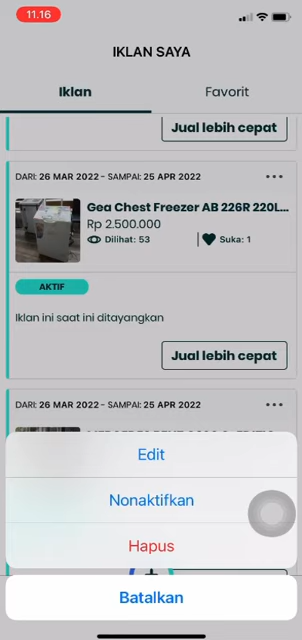 11.16
IKLAN SAYA
Iklan
Favorit
Jual lebih cepat
DARI: 26 MAR 2022 - SAMPAI: 25 APR 2022
Gea Chest Freezer AB 226R 220L...
Rp 2.500.000
Dilihat: 53
Suka: 1
AKTIF
Iklan ini saat ini ditayangkan
Jual lebih cepat
DARI: 26 MAR 2022 - SAMPAI: 25 APR 2022
Edit
Nonaktifkan
Hapus
Batalkan